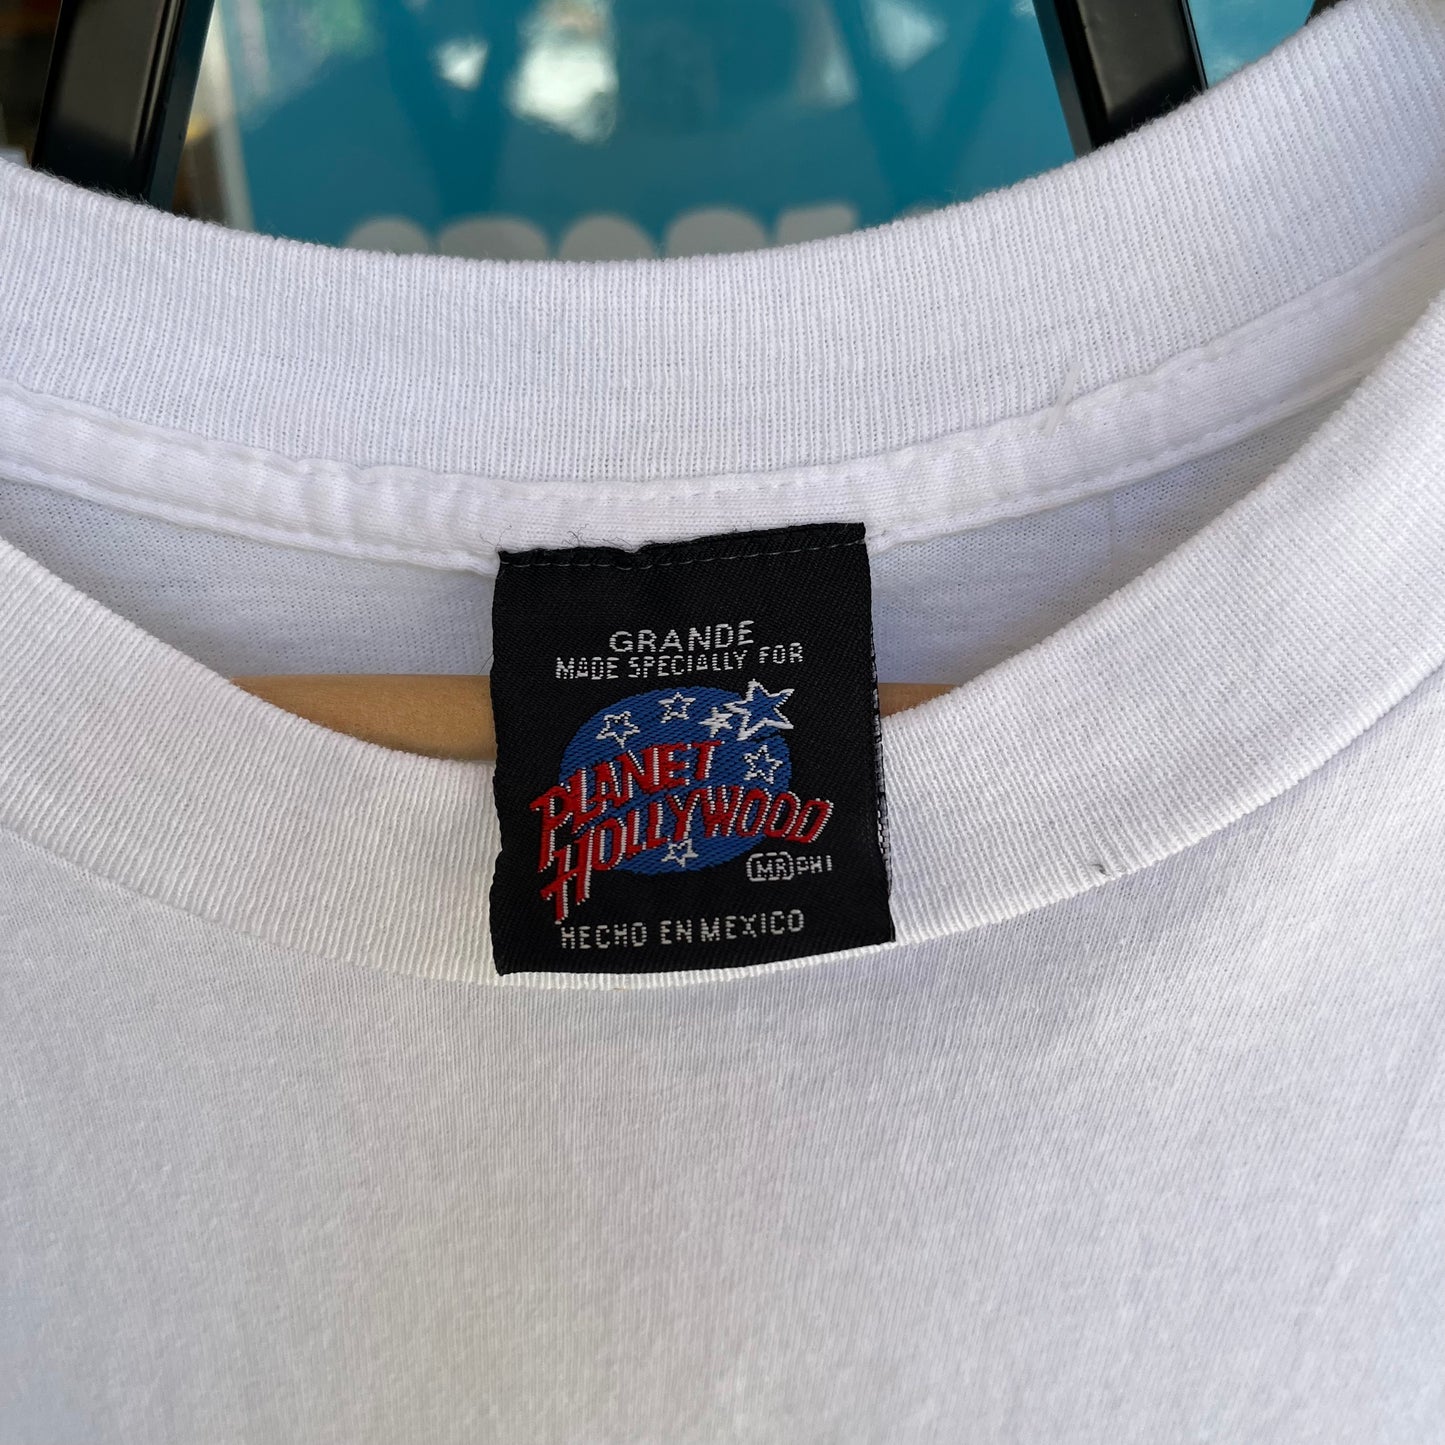 GRANDE
MADE SPECIALLY FOR
PLANET
HOLLYWOOD
MR PHI
HECHO EN MEXICO